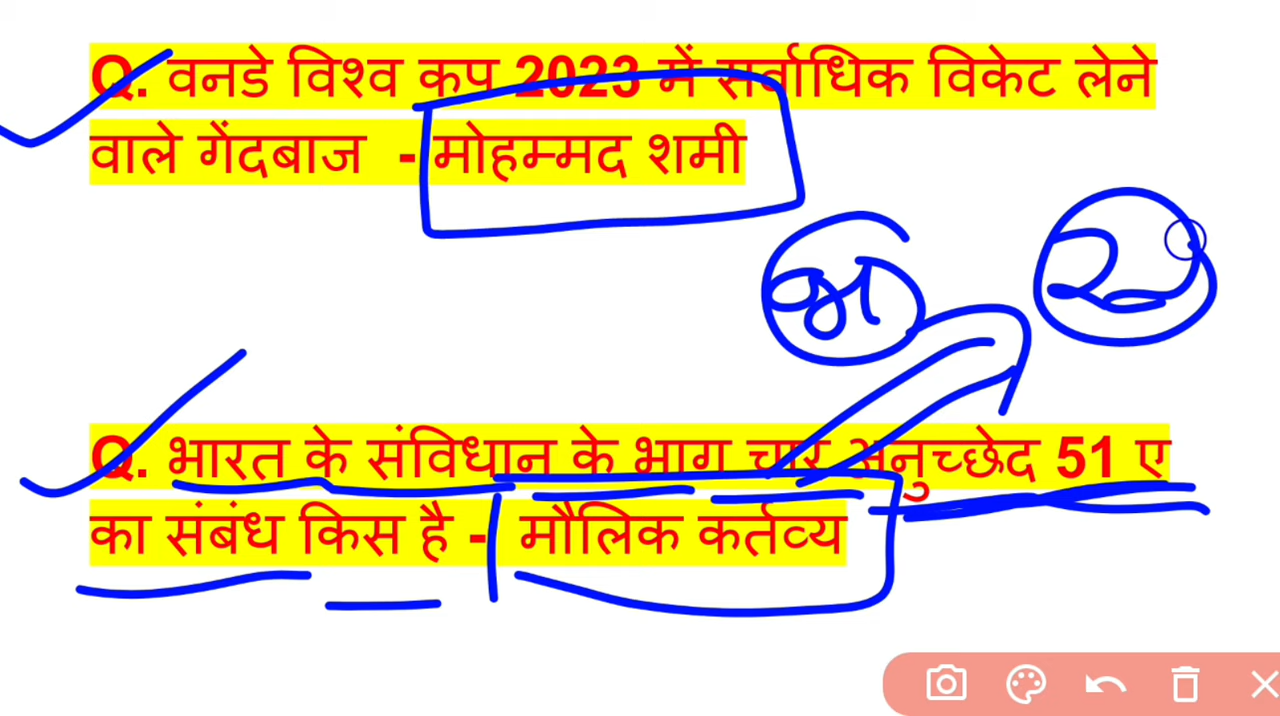 Q. वनडे विश्व कप 2023 में सर्वाधिक विकेट लेने
वाले गेंदबाज - मोहम्मद शमी
Q. भारत के संविधान के भाग चार अनुच्छेद 51 ए
का संबंध किस है - मौलिक कर्तव्य